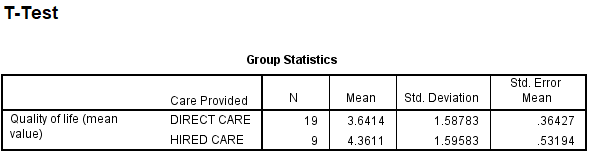 T-Test
Group Statistics
Std. Error
Care Provided N Mean Std. Deviation Mean
Quality of life (mean DIRECT CARE 19 3.6414 1.58783 .36427
value) HIRED CARE 9 4.3611 1.59583 .53194